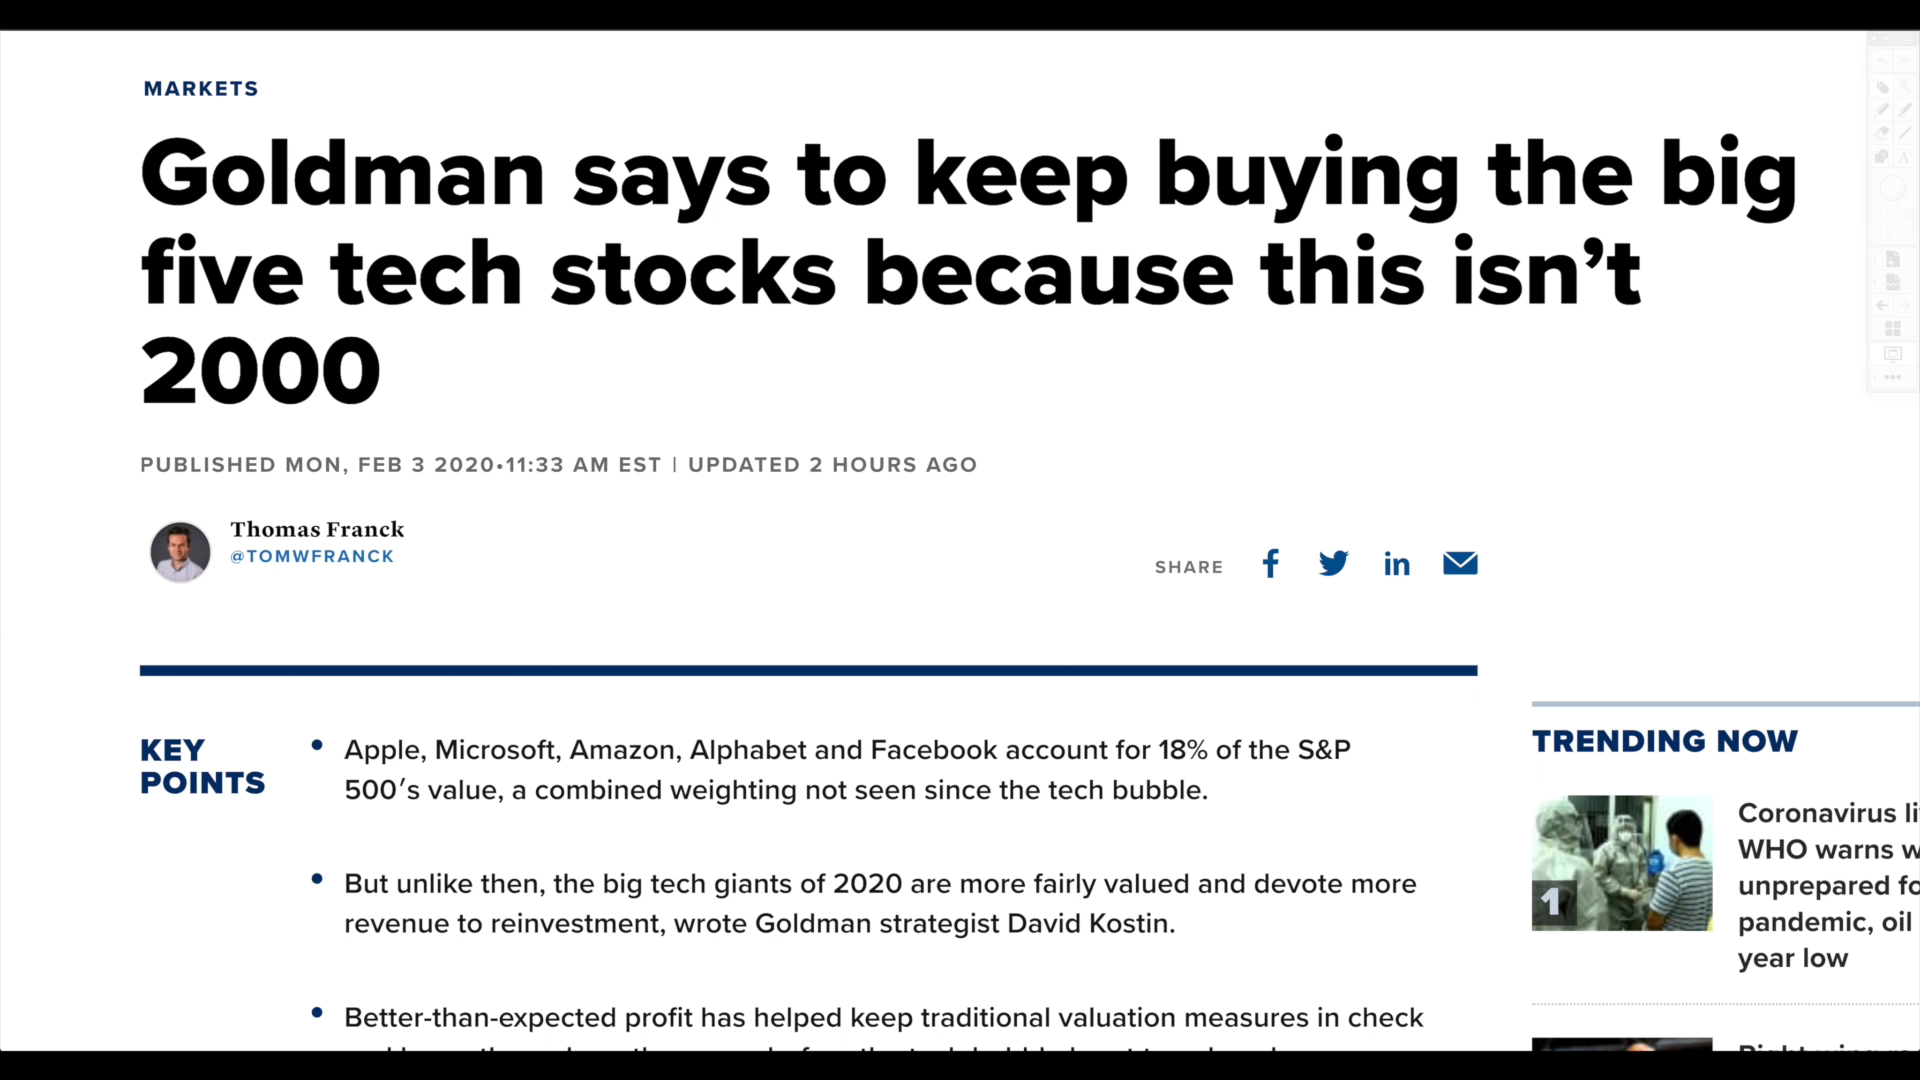 MARKETS
Goldman says to keep buying the big
five tech stocks because this isn’t
2000
PUBLISHED MON, FEB 3 2020•11:33 AM EST | UPDATED 2 HOURS AGO
Thomas Franck
@TOMWFRANCK
SHARE
KEY
POINTS
• Apple, Microsoft, Amazon, Alphabet and Facebook account for 18% of the S&P
500′s value, a combined weighting not seen since the tech bubble.
• But unlike then, the big tech giants of 2020 are more fairly valued and devote more
revenue to reinvestment, wrote Goldman strategist David Kostin.
• Better-than-expected profit has helped keep traditional valuation measures in check
TRENDING NOW
1
Coronavirus
WHO warns
unprepared
pandemic, oil
year low